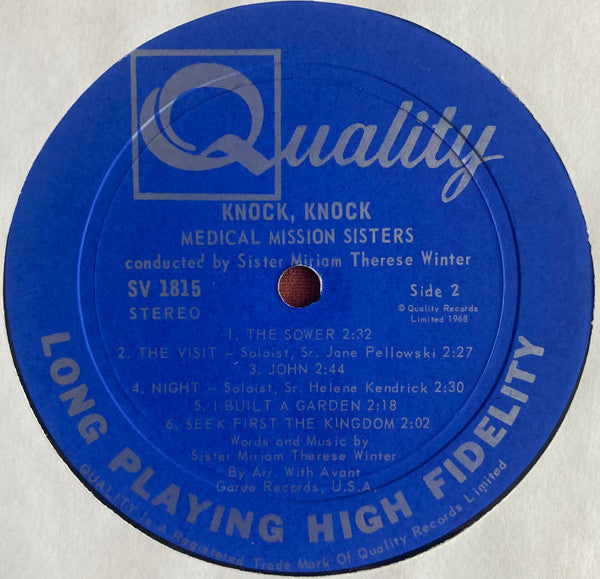 Quality
KNOCK, KNOCK
MEDICAL MISSION SISTERS
conducted by Sister Miriam Therese Winter
SV 1815
STEREO
Side 2
© Quality Records
Limited 1968
1. THE SOWER 2:32
2. THE VISIT – Soloist, Sr. Jane Pellowski 2:27
3. JOHN 2:44
4. NIGHT – Soloist, Sr. Helene Kendrick 2:30
5. I BUILT A GARDEN 2:18
6. SEEK FIRST THE KINGDOM 2:02
Words and Music by
Sister Miriam Therese Winter
By Arr. With Avant
Garde Records, U.S.A.
LONG PLAYING HIGH FIDELITY
QUALITY is A Registered Trade Mark Of Quality Records Limited